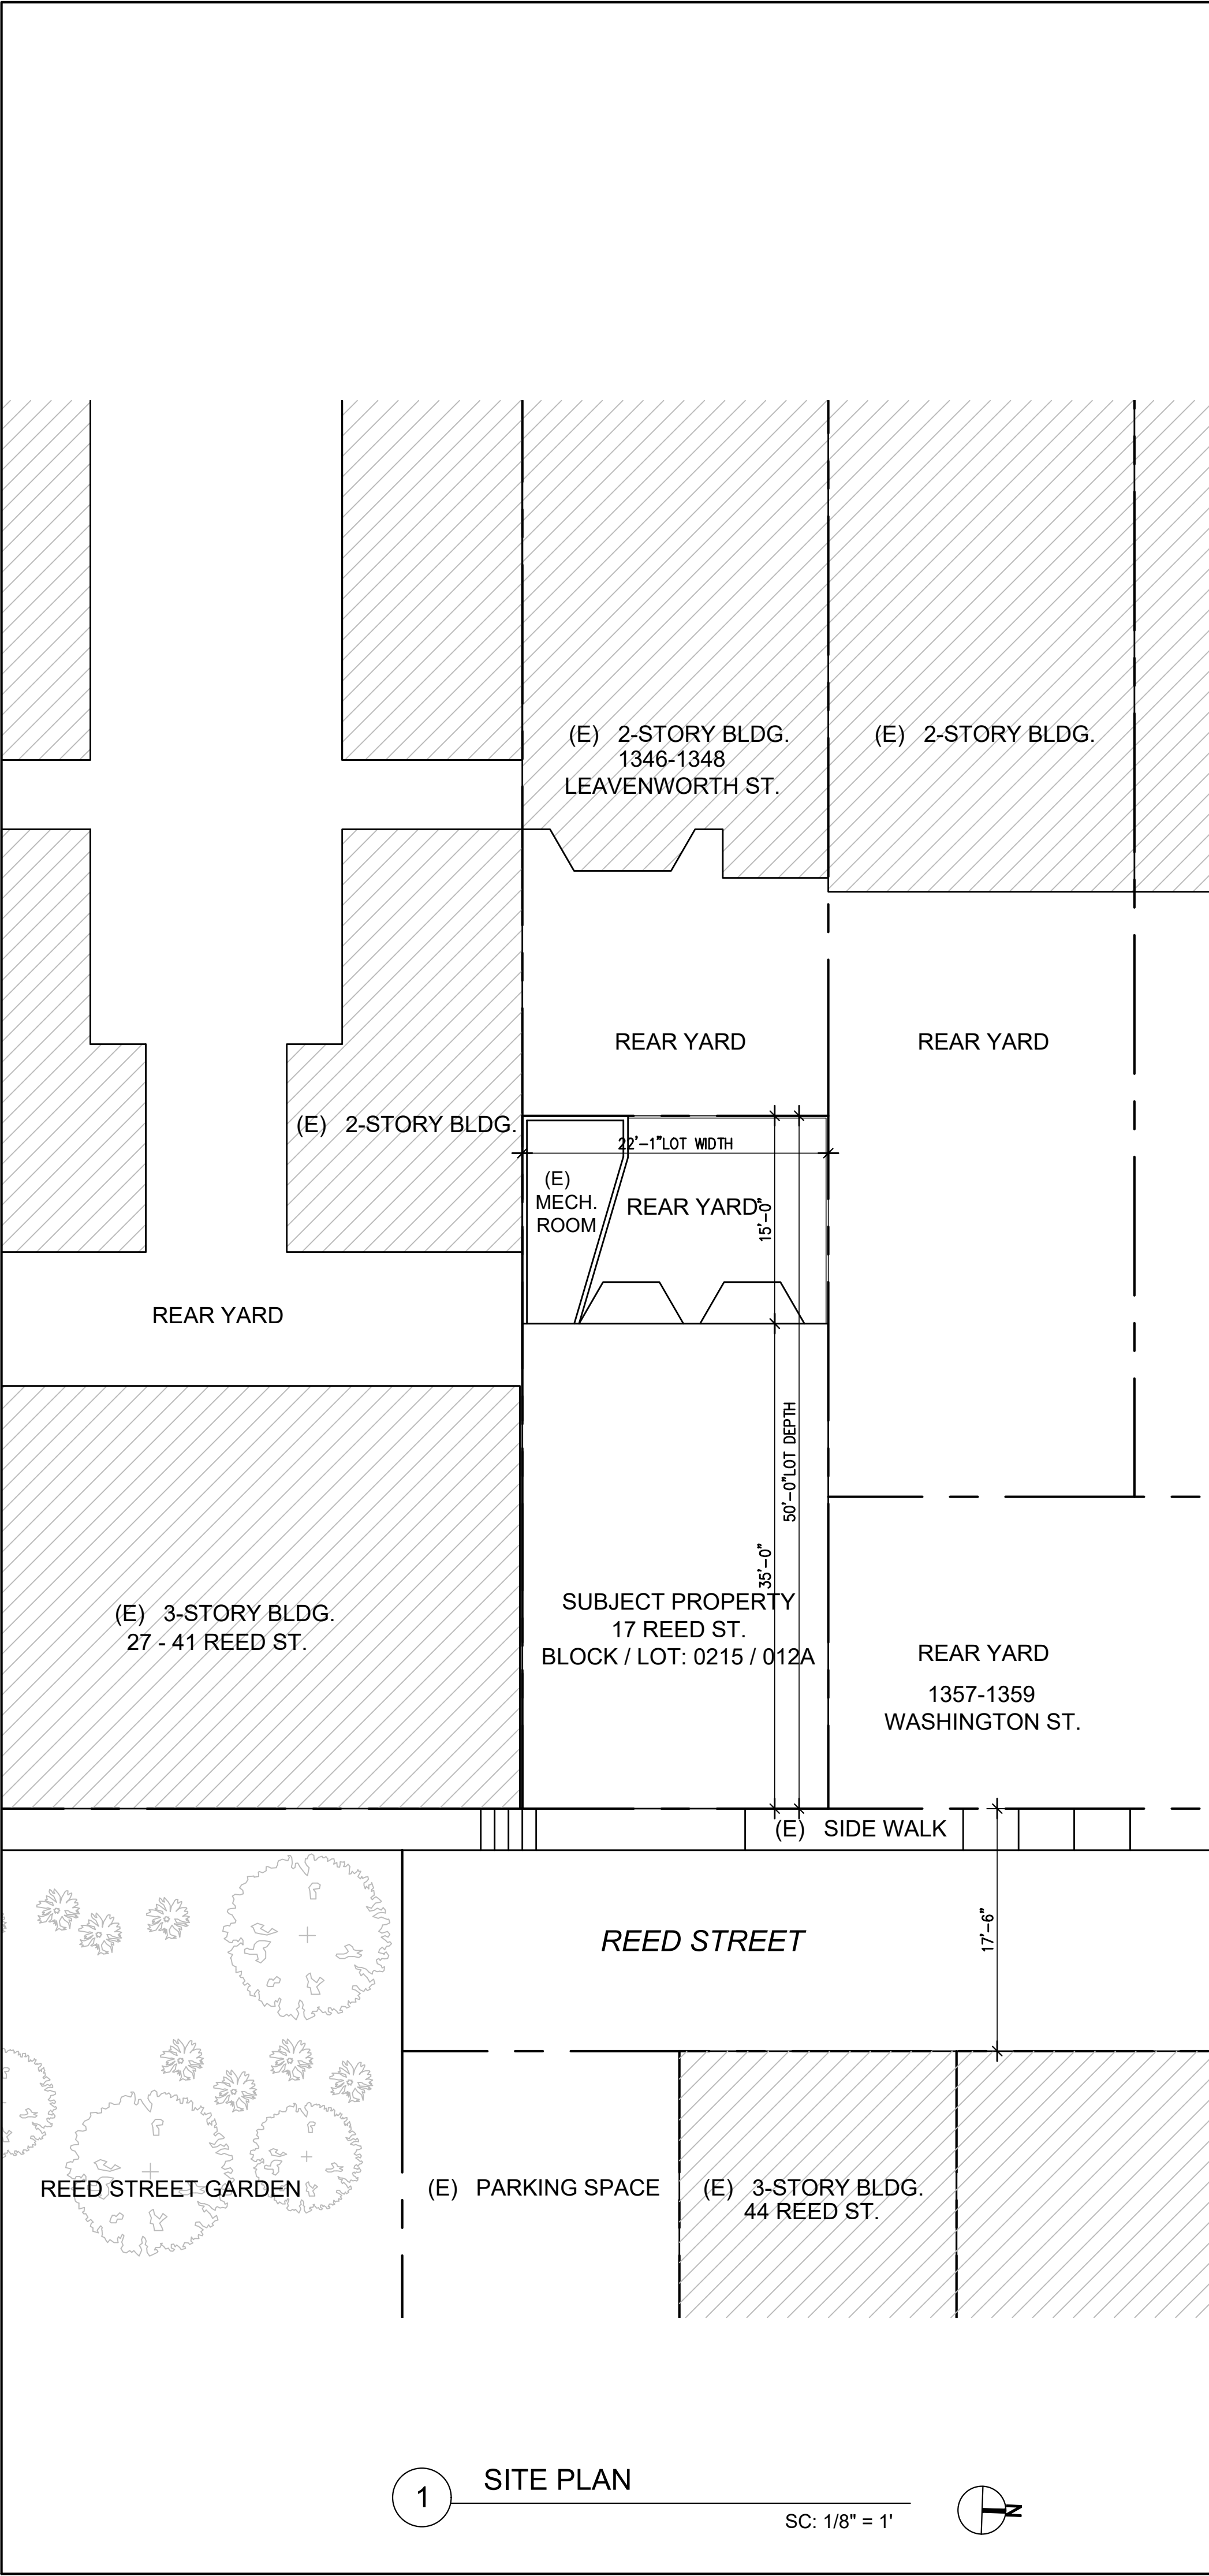 (E) 2-STORY BLDG.
1346-1348
LEAVENWORTH ST.
(E) 2-STORY BLDG.
REAR YARD
REAR YARD
(E) 2-STORY BLDG.
22'-1"LOT WIDTH
(E)
MECH.
ROOM
REAR YARD
15'-0"
REAR YARD
50'-0"LOT DEPTH
35'-0"
(E) 3-STORY BLDG.
27 - 41 REED ST.
SUBJECT PROPERTY
17 REED ST.
BLOCK / LOT: 0215 / 012A
REAR YARD
1357-1359
WASHINGTON ST.
(E) SIDE WALK
REED STREET
17'-6"
REED STREET GARDEN
(E) PARKING SPACE
(E) 3-STORY BLDG.
44 REED ST.
1
SITE PLAN
SC: 1/8" = 1'
N